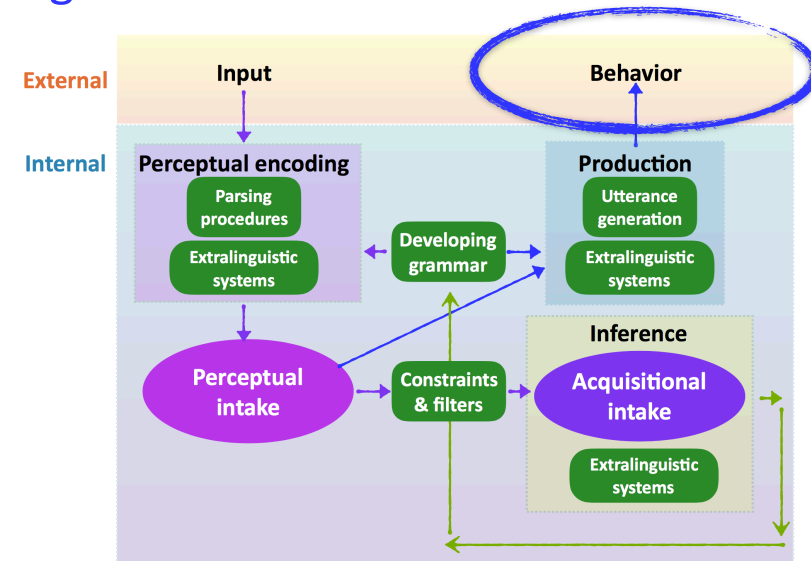 g
External
Input
Behavior
Internal
Perceptual encoding
Parsing
procedures
Extralinguistic
systems
Developing
grammar
Production
Utterance
generation
Extralinguistic
systems
Perceptual
intake
Constraints
& filters
Inference
Acquisitional
intake
Extralinguistic
systems